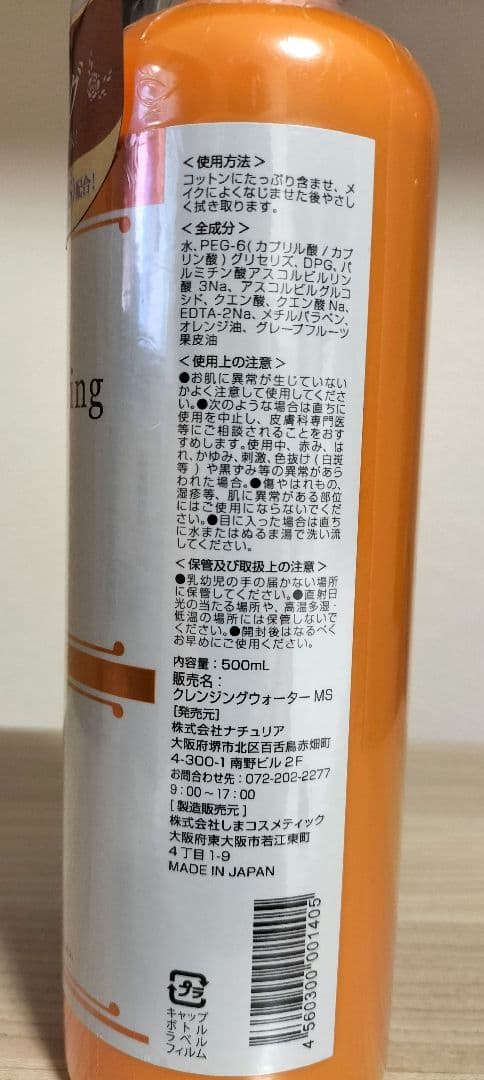 配合!
ing
<使用方法>
コットンにたっぷり含ませ、メ
イクによくなじませた後やさし
く拭き取ります。
<全成分>
水、PEG-6(カプリル酸/カプ
リン酸)グリセリズ、DPG、パ
ルミチン酸アスコルビルリン
酸3Na、アスコルビルグルコ
シド、クエン酸、クエン酸Na、
EDTA-2Na、メチルパラベン、
オレンジ油、グレープフルーツ
果皮油
<使用上の注意>
●お肌に異常が生じていない
かよく注意して使用してくださ
い。●次のような場合は直ちに
使用を中止し、皮膚科専門医
等にご相談されることをおす
すめします。使用中、赤み、は
れ、かゆみ、刺激、色抜け(白斑
等)や黒ずみ等の異常があら
われた場合。●傷やはれもの、
湿疹等、肌に異常がある部位
にはご使用にならないでくだ
さい。●目に入った場合は直ち
に水またはぬるま湯で洗い流
してください。
<保管及び取扱上の注意>
●乳幼児の手の届かない場所
に保管してください。●直射日
光の当たる場所や、高温多湿・
低温の場所には保管しないで
ください。●開封後はなるべく
お早めにご使用ください。
内容量:500mL
販売名:
クレンジングウォーターMS
[発売元]
株式会社ナチュリア
大阪府堺市北区百舌鳥赤畑町
4-300-1 南野ビル2F
お問合わせ先:072-202-2277
9:00〜17:00
[製造販売元]
株式会社しまコスメティック
大阪府東大阪市若江東町
4丁目1-9
MADE IN JAPAN
4 560300 001405
プラ
キャップ
ボトル
ラベル
フィルム